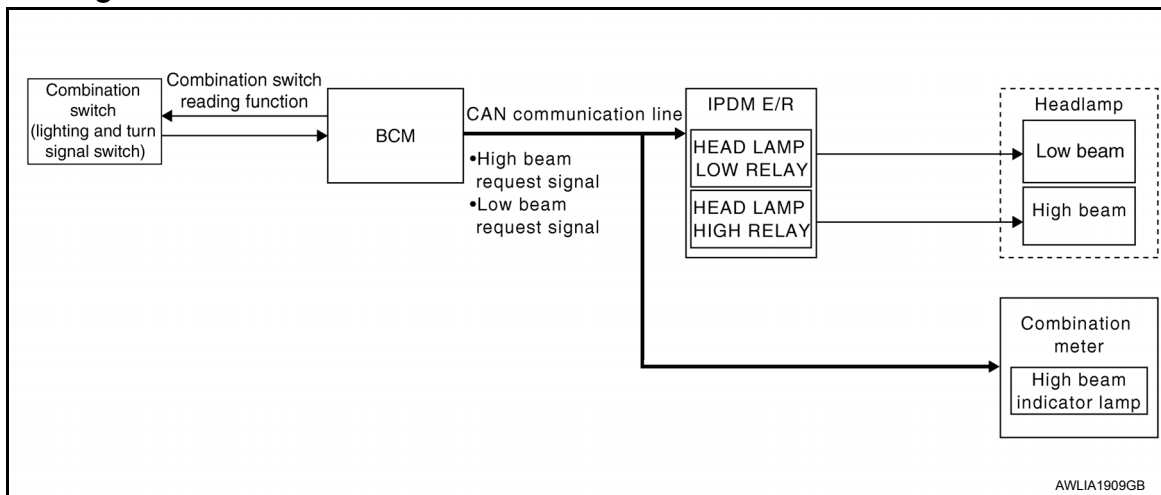 Combination
switch
(lighting and turn
signal switch)
Combination switch
reading function
BCM
CAN communication line
•High beam
request signal
•Low beam
request signal
IPDM E/R
HEAD LAMP
LOW RELAY
HEAD LAMP
HIGH RELAY
Headlamp
Low beam
High beam
Combination
meter
High beam
indicator lamp
AWLIA1909GB